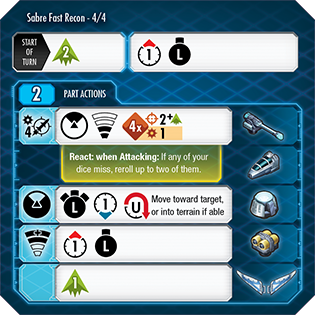 Sabre Fast Recon - 4/4
START
OF
TURN
2
1
L
2 PART ACTIONS
4
4x
2+
1
React: when Attacking: If any of your
dice miss, reroll up to two of them.
L
1
U
Move toward target,
or into terrain if able
1
L
1